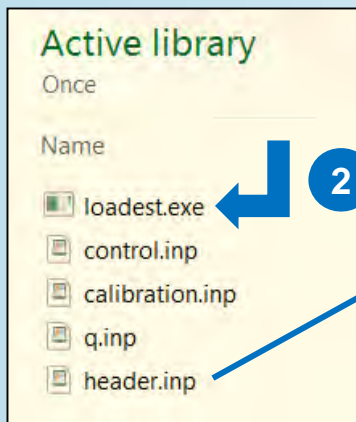 Active library
Once
Name
loadest.exe
2
control.inp
calibration.inp
q.inp
header.inp